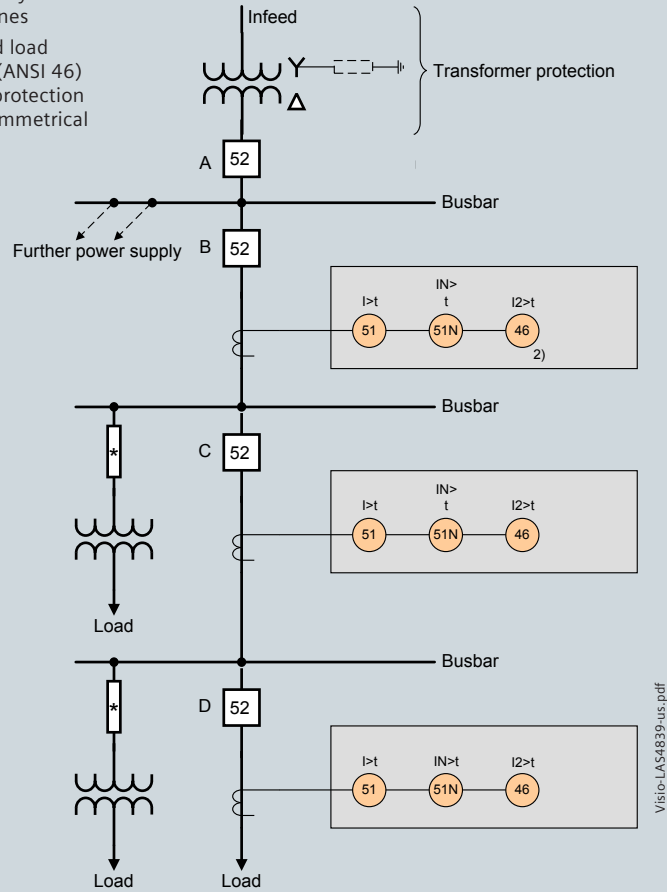 nes
d load
(ANSI 46)
protection
mmetrical
Infeed
Y
Δ
Transformer protection
A
52
Busbar
Further power supply
B
52
I>t
IN>
t
I2>t
51
51N
46
2)
Busbar
*
C
52
I>t
IN>
t
I2>t
51
51N
46
Load
Busbar
*
D
52
I>t
IN>t
I2>t
51
51N
46
Load
Load
Visio-LAS4839-us.pdf